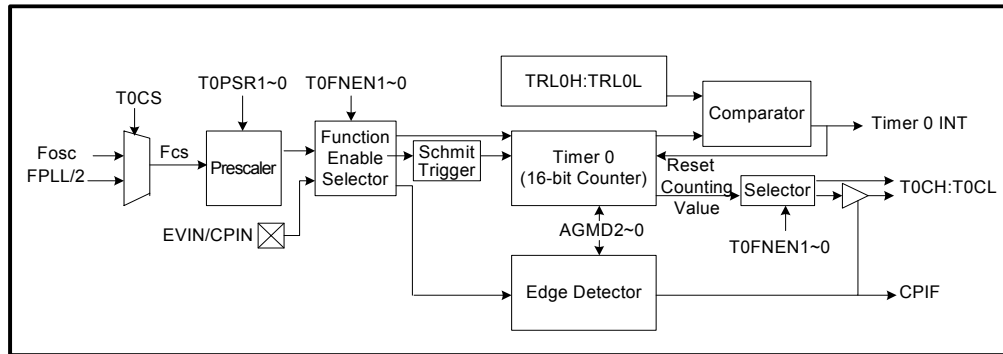 TRL0H:TRL0L
T0PSR1~0
T0FNEN1~0
T0CS
Comparator
Timer 0 INT
Function
Enable
Selector
Fosc
FPLL/2
Fcs
Prescaler
Schmit
Trigger
Timer 0
(16-bit Counter)
Reset
Counting
Value
Selector
T0CH:T0CL
EVIN/CPIN
AGMD2~0
T0FNEN1~0
Edge Detector
CPIF